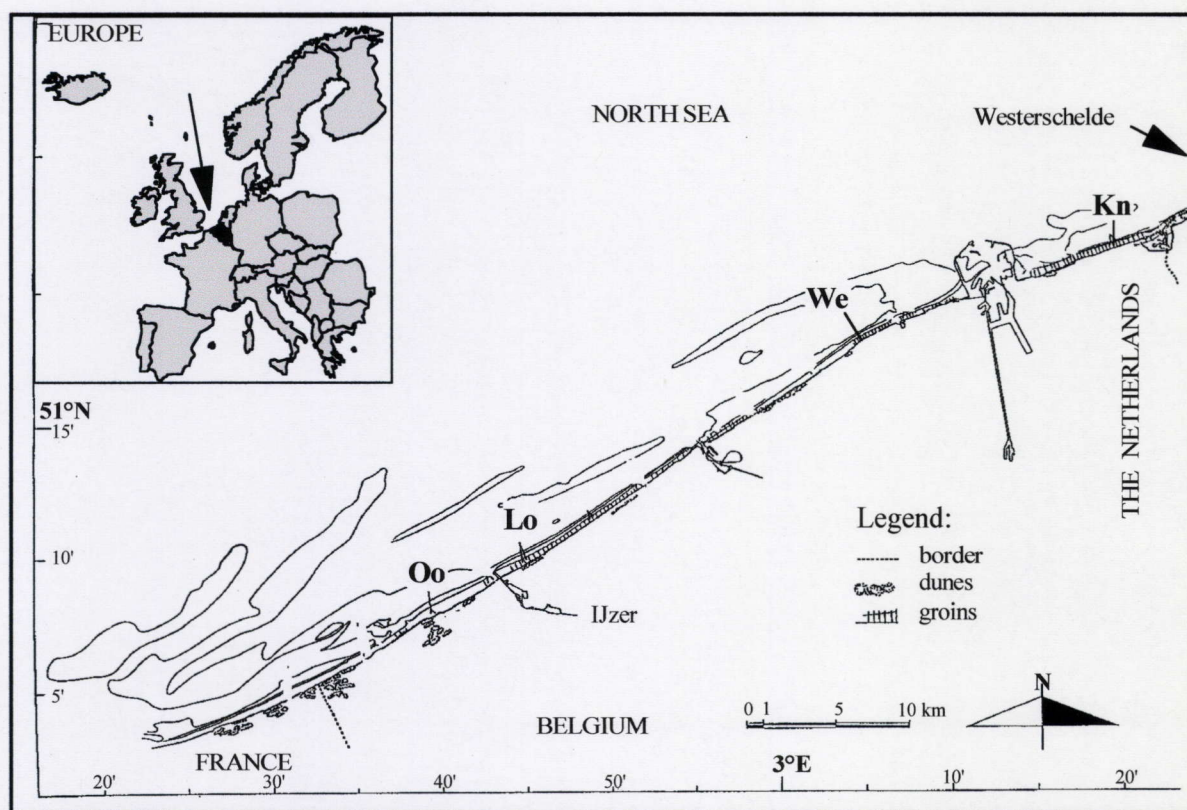 EUROPE
NORTH SEA
Westerschelde
Kn
We
THE NETHERLANDS
51°N
15'
Lo
Legend:
border
dunes
groins
10'
Oo
IJzer
5'
N
0 1 5 10 km
BELGIUM
FRANCE
3°E
20' 30' 40' 50' 10' 20'